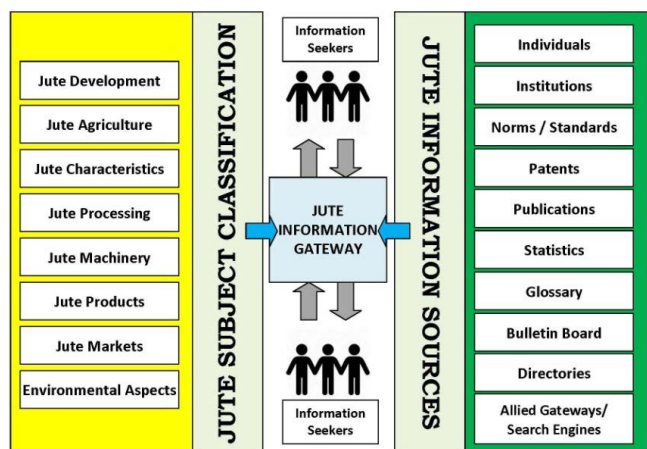 Jute Development
Jute Agriculture
Jute Characteristics
Jute Processing
Jute Machinery
Jute Products
Jute Markets
Environmental Aspects
JUTE SUBJECT CLASSIFICATION
Information
Seekers
JUTE
INFORMATION
GATEWAY
Information
Seekers
JUTE INFORMATION SOURCES
Individuals
Institutions
Norms / Standards
Patents
Publications
Statistics
Glossary
Bulletin Board
Directories
Allied Gateways/
Search Engines